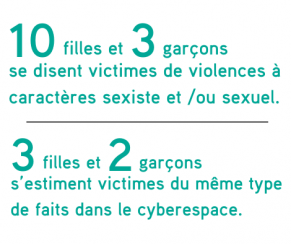 10 filles et 3 garçons
se disent victimes de violences à
caractères sexiste et /ou sexuel.
3 filles et 2 garçons
s'estiment victimes du même type
de faits dans le cyberespace.